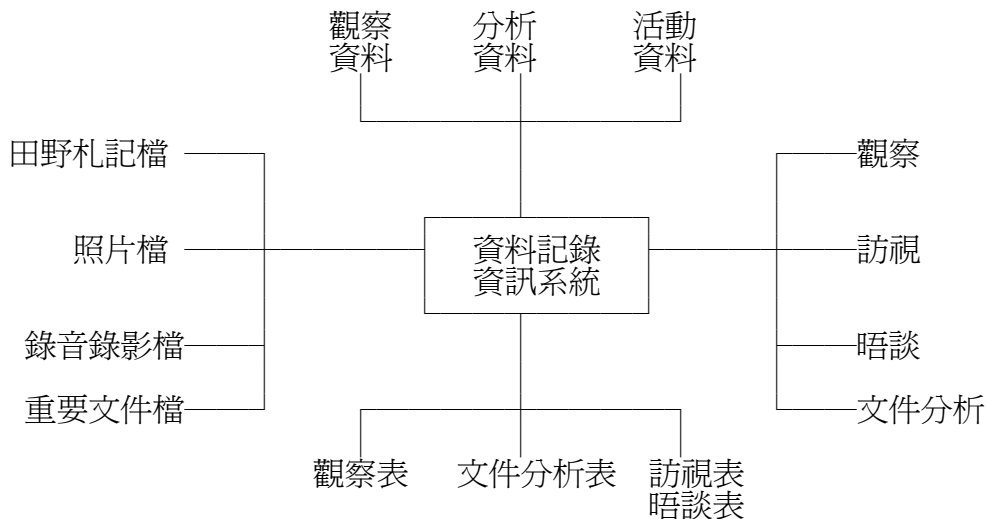 觀察
資料
分析
資料
活動
資料
田野札記檔
觀察
照片檔
資料記錄
資訊系統
訪視
錄音錄影檔
晤談
重要文件檔
文件分析
觀察表
文件分析表
訪視表
晤談表